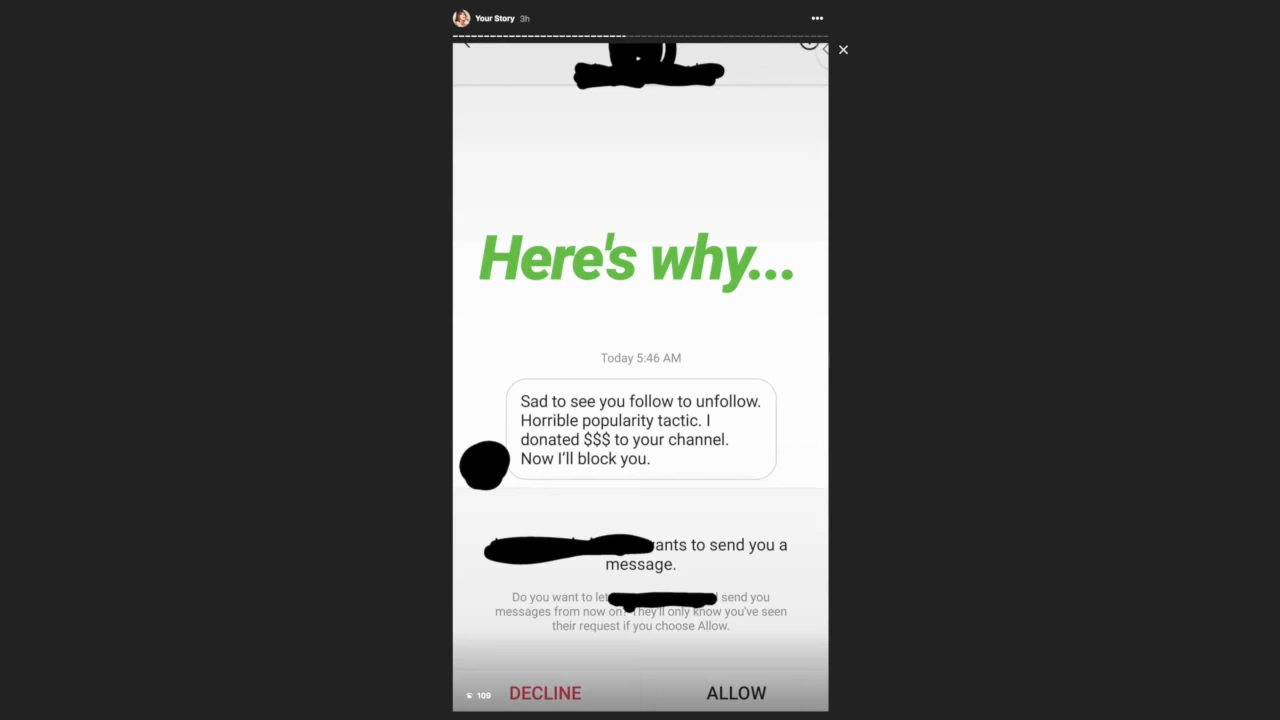 Your Story 3h
Here's why...
Today 5:46 AM
Sad to see you follow to unfollow.
Horrible popularity tactic. I
donated $$$ to your channel.
Now I'll block you.
ants to send you a
message.
Do you want to let send you
messages from now on? They'll only know you've seen
their request if you choose Allow.
109 DECLINE ALLOW